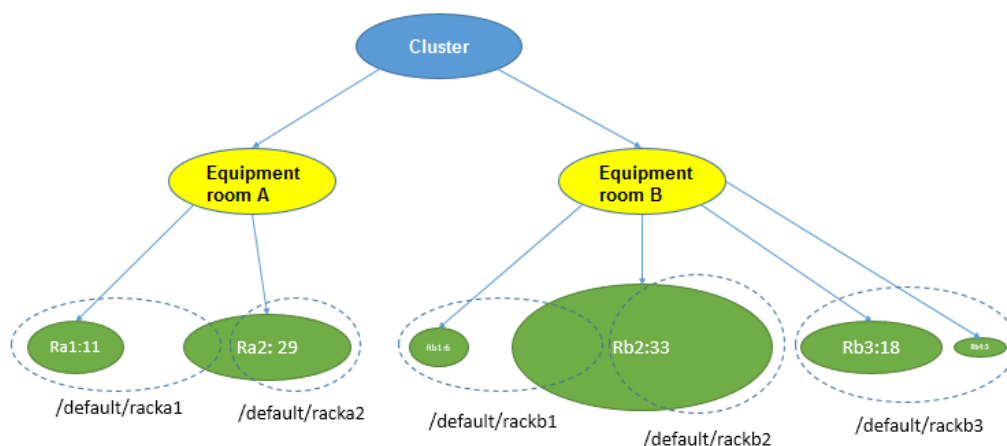 Cluster
Equipment
room A
Equipment
room B
Ra1:11
Ra2: 29
Rb1:6
Rb2:33
Rb3:18
/default/racka1
/default/racka2
/default/rackb1
/default/rackb2
/default/rackb3